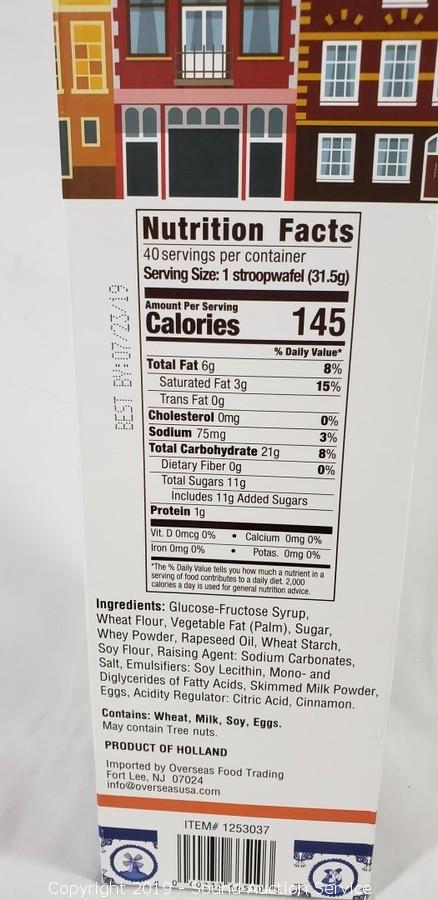 Nutrition Facts
40 servings per container
Serving Size: 1 stroopwafel (31.5g)
Amount Per Serving
Calories 145
% Daily Value*
Total Fat 6g 8%
Saturated Fat 3g 15%
Trans Fat 0g
Cholesterol 0mg 0%
Sodium 75mg 3%
Total Carbohydrate 21g 8%
Dietary Fiber 0g 0%
Total Sugars 11g
Includes 11g Added Sugars
Protein 1g
Vit. D 0mcg 0% • Calcium 0mg 0%
Iron 0mg 0% • Potas. 0mg 0%
*The % Daily Value tells you how much a nutrient in a
serving of food contributes to a daily diet. 2,000
calories a day is used for general nutrition advice.
BEST BY:07/23/19
Ingredients: Glucose-Fructose Syrup,
Wheat Flour, Vegetable Fat (Palm), Sugar,
Whey Powder, Rapeseed Oil, Wheat Starch,
Soy Flour, Raising Agent: Sodium Carbonates,
Salt, Emulsifiers: Soy Lecithin, Mono- and
Diglycerides of Fatty Acids, Skimmed Milk Powder,
Eggs, Acidity Regulator: Citric Acid, Cinnamon.
Contains: Wheat, Milk, Soy, Eggs.
May contain Tree nuts.
PRODUCT OF HOLLAND
Imported by Overseas Food Trading
Fort Lee, NJ 07024
info@overseasusa.com
ITEM# 1253037
Copyright 2019 - Sound Auction Service